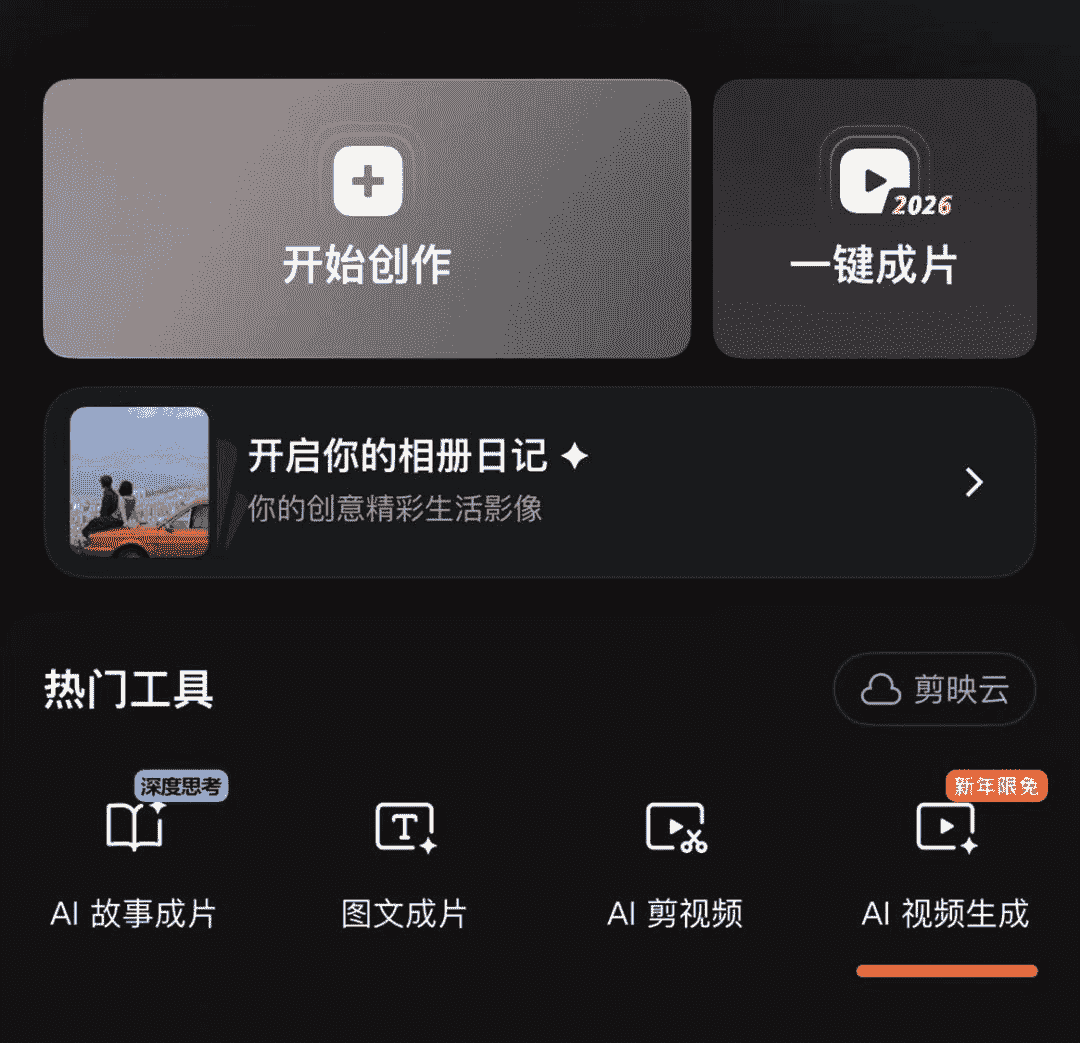 2026
开始创作
一键成片
开启你的相册日记
你的创意精彩生活影像
热门工具
剪映云
深度思考
新年限免
AI 故事成片
图文成片
AI 剪视频
AI 视频生成